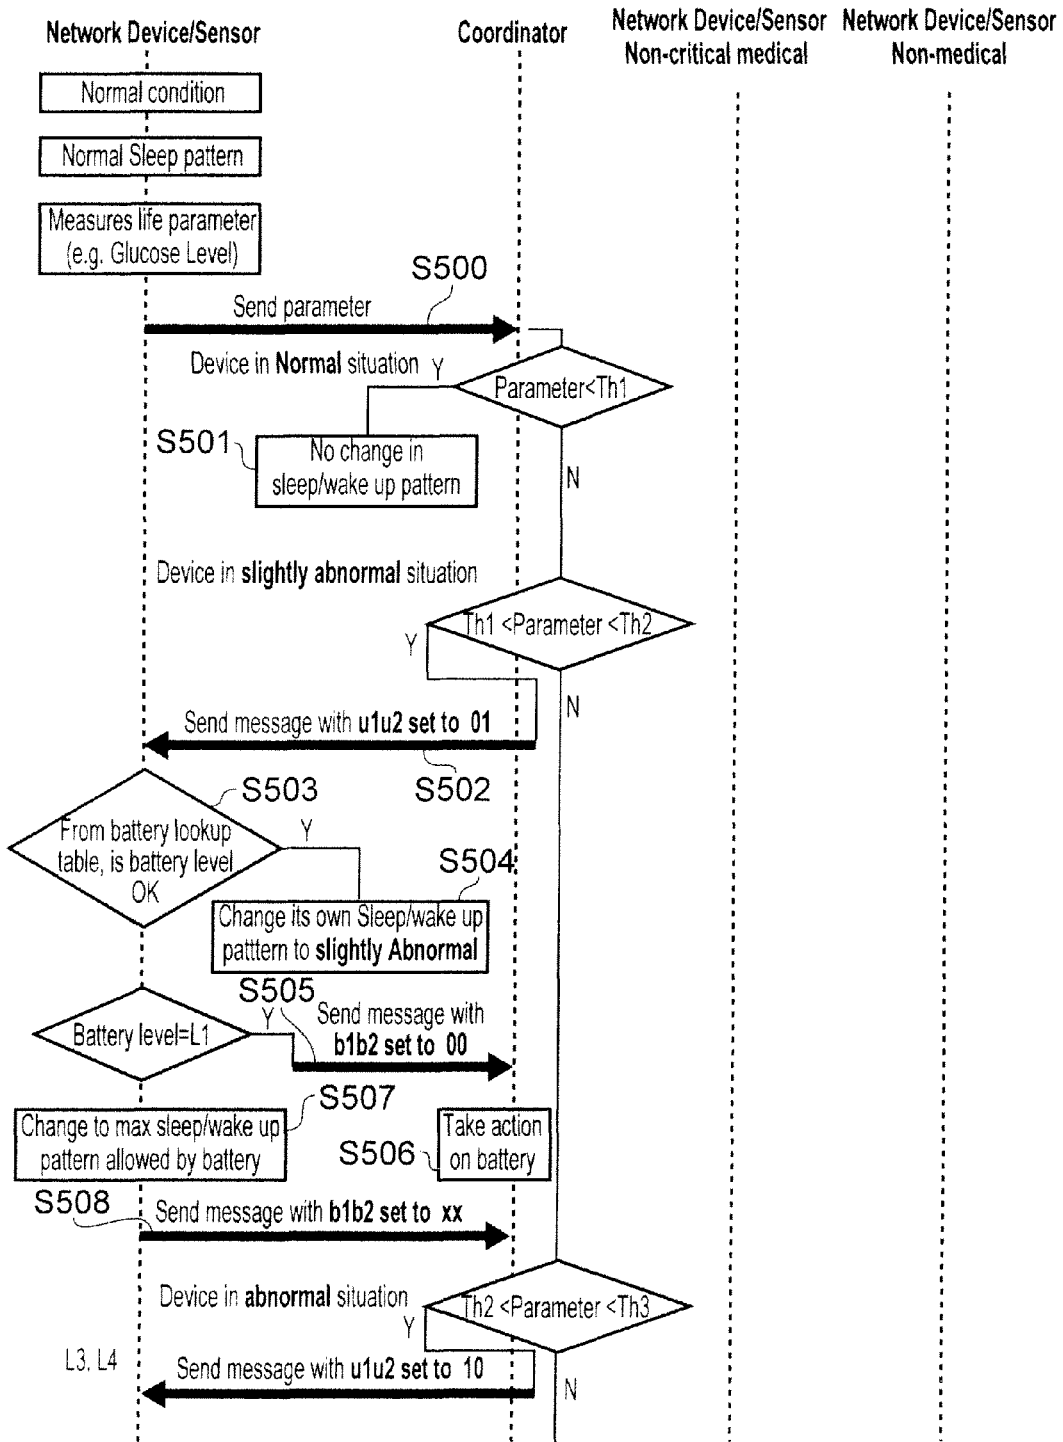 Network Device/Sensor
Coordinator
Network Device/Sensor
Non-critical medical
Network Device/Sensor
Non-medical
Normal condition
Normal Sleep pattern
Measures life parameter
(e.g. Glucose Level)
S500
Send parameter
Device in Normal situation
Y
Parameter<Th1
S501
No change in
sleep/wake up pattern
N
Device in slightly abnormal situation
Th1 <Parameter <Th2
Y
N
Send message with u1u2 set to 01
S502
S503
From battery lookup
table, is battery level
OK
Y
S504
Change its own Sleep/wake up
patttern to slightly Abnormal
S505
Battery level=L1
Y
Send message with
b1b2 set to 00
S507
Change to max sleep/wake up
pattern allowed by battery
S506
Take action
on battery
S508
Send message with b1b2 set to xx
Device in abnormal situation
Th2 <Parameter <Th3
Y
L3, L4
Send message with u1u2 set to 10
N